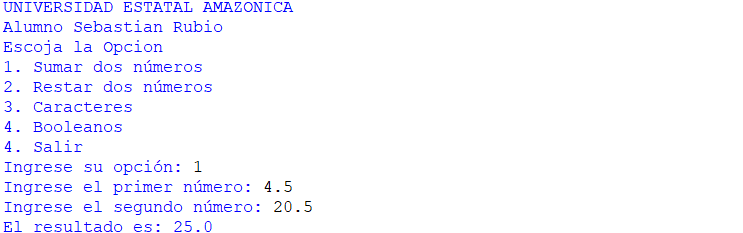 UNIVERSIDAD ESTATAL AMAZONICA
Alumno Sebastian Rubio
Escoja la Opcion
1. Sumar dos números
2. Restar dos números
3. Caracteres
4. Booleanos
4. Salir
Ingrese su opción: 1
Ingrese el primer número: 4.5
Ingrese el segundo número: 20.5
El resultado es: 25.0